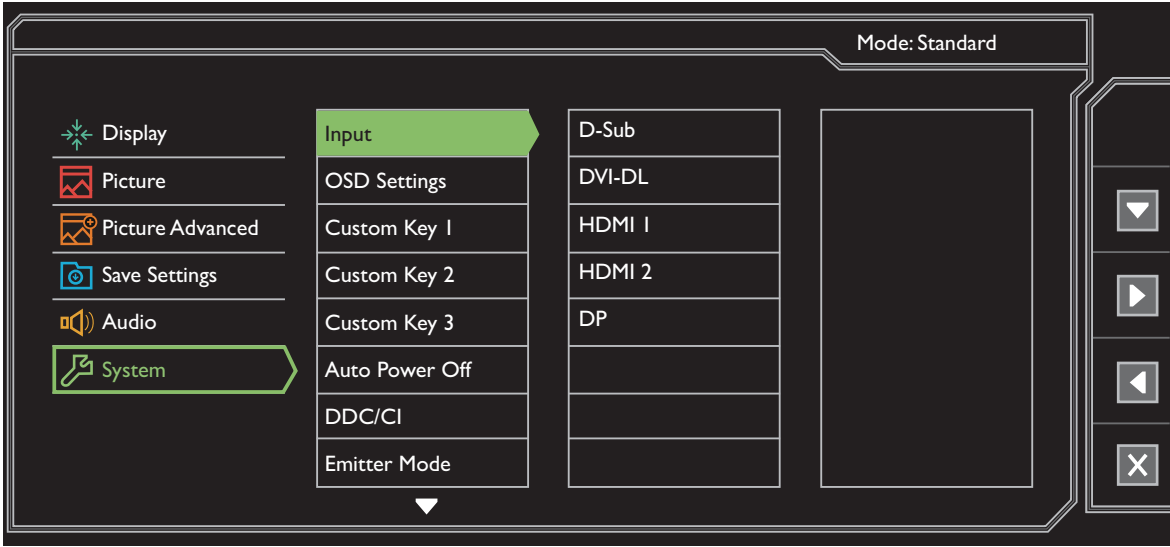 Mode: Standard
Display
Picture
Picture Advanced
Save Settings
Audio
System
Input
OSD Settings
Custom Key 1
Custom Key 2
Custom Key 3
Auto Power Off
DDC/CI
Emitter Mode
D-Sub
DVI-DL
HDMI 1
HDMI 2
DP
X